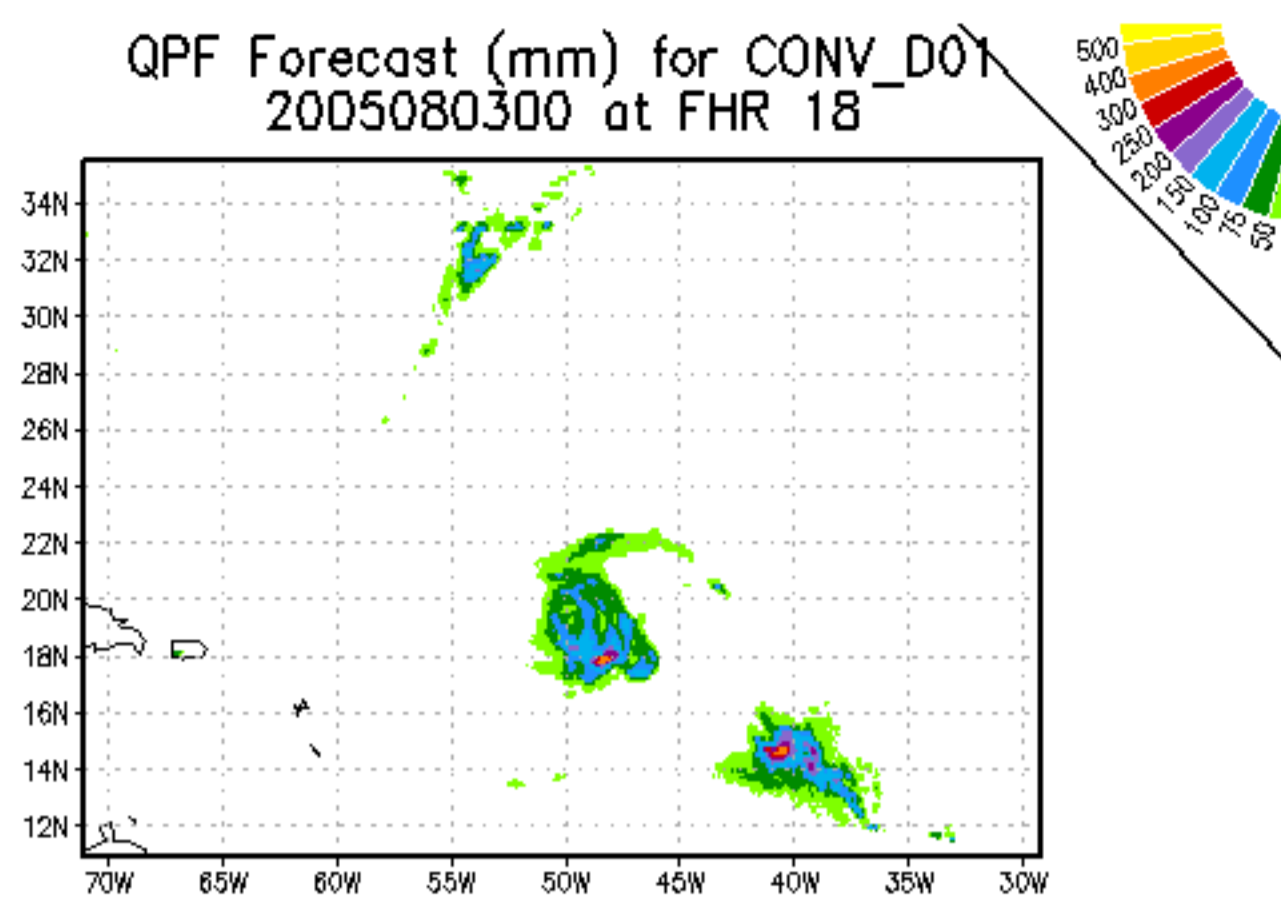 QPF Forecast (mm) for CONV_D01
2005080300 at FHR 18
500
400
300
250
200
150
100
75
50
34N
32N
30N
28N
26N
24N
22N
20N
18N
16N
14N
12N
70W 65W 60W 55W 50W 45W 40W 35W 30W